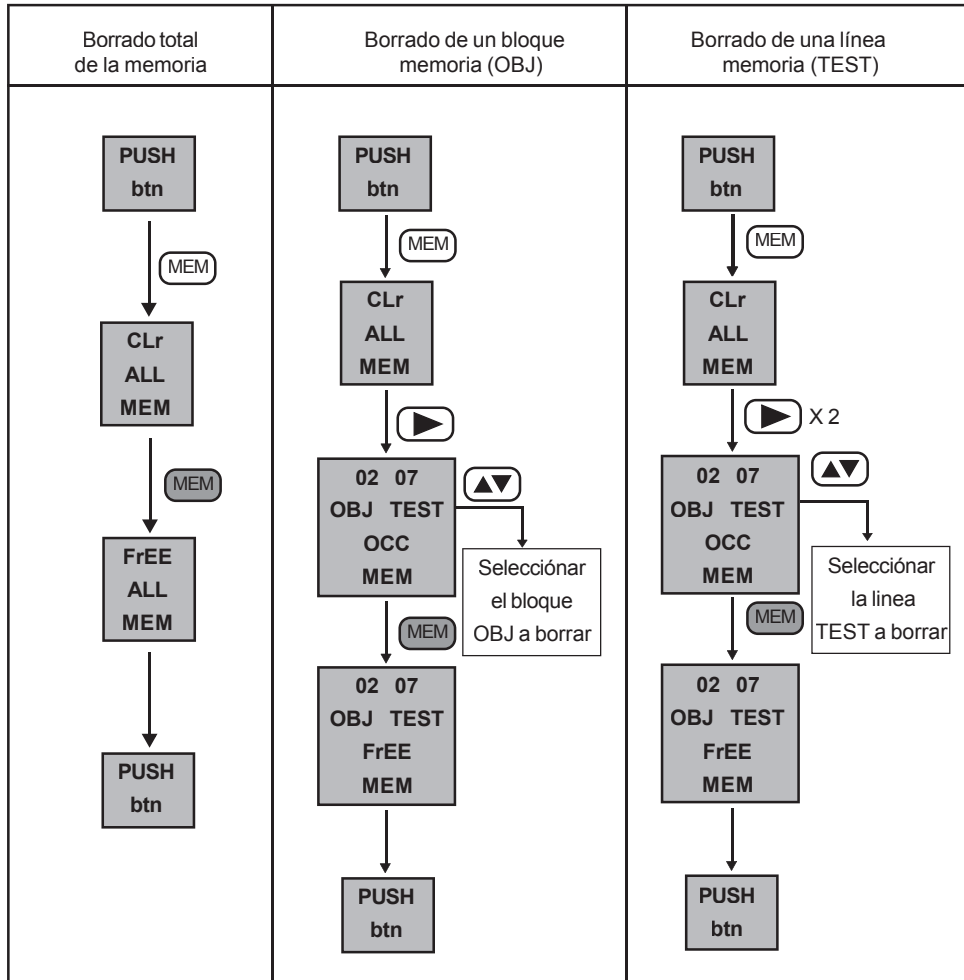 Borrado total
de la memoria
PUSH
btn
MEM
CLr
ALL
MEM
MEM
FrEE
ALL
MEM
PUSH
btn
Borrado de un bloque
memoria (OBJ)
PUSH
btn
MEM
CLr
ALL
MEM
02 07
OBJ TEST
OCC
MEM
Selecciónar
el bloque
OBJ a borrar
MEM
02 07
OBJ TEST
FrEE
MEM
PUSH
btn
Borrado de una línea
memoria (TEST)
PUSH
btn
MEM
CLr
ALL
MEM
X 2
02 07
OBJ TEST
OCC
MEM
Selecciónar
la linea
TEST a borrar
MEM
02 07
OBJ TEST
FrEE
MEM
PUSH
btn